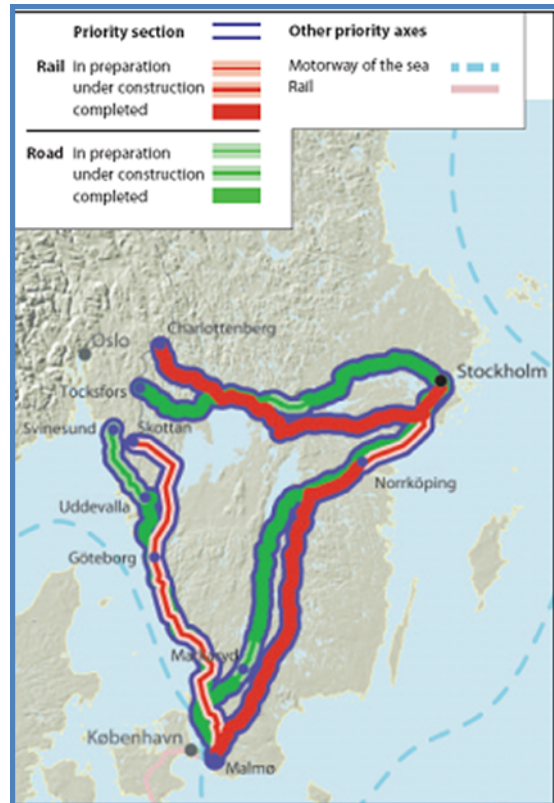 Priority section
Rail In preparation
under construction
completed
Road In preparation
under construction
completed
Other priority axes
Motorway of the sea
Rail
Charlottenberg
Oslo
Stockholm
Töcksfors
Svinesund
Skottan
Norrköping
Uddevalla
Göteborg
København
Malmø